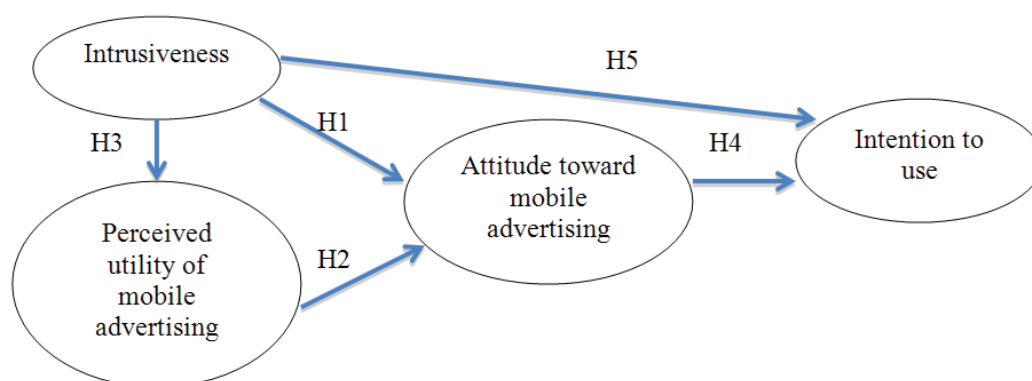 Intrusiveness
H5
H1
H3
H4
Intention to
use
Attitude toward
mobile
advertising
Perceived
utility of
mobile
advertising
H2